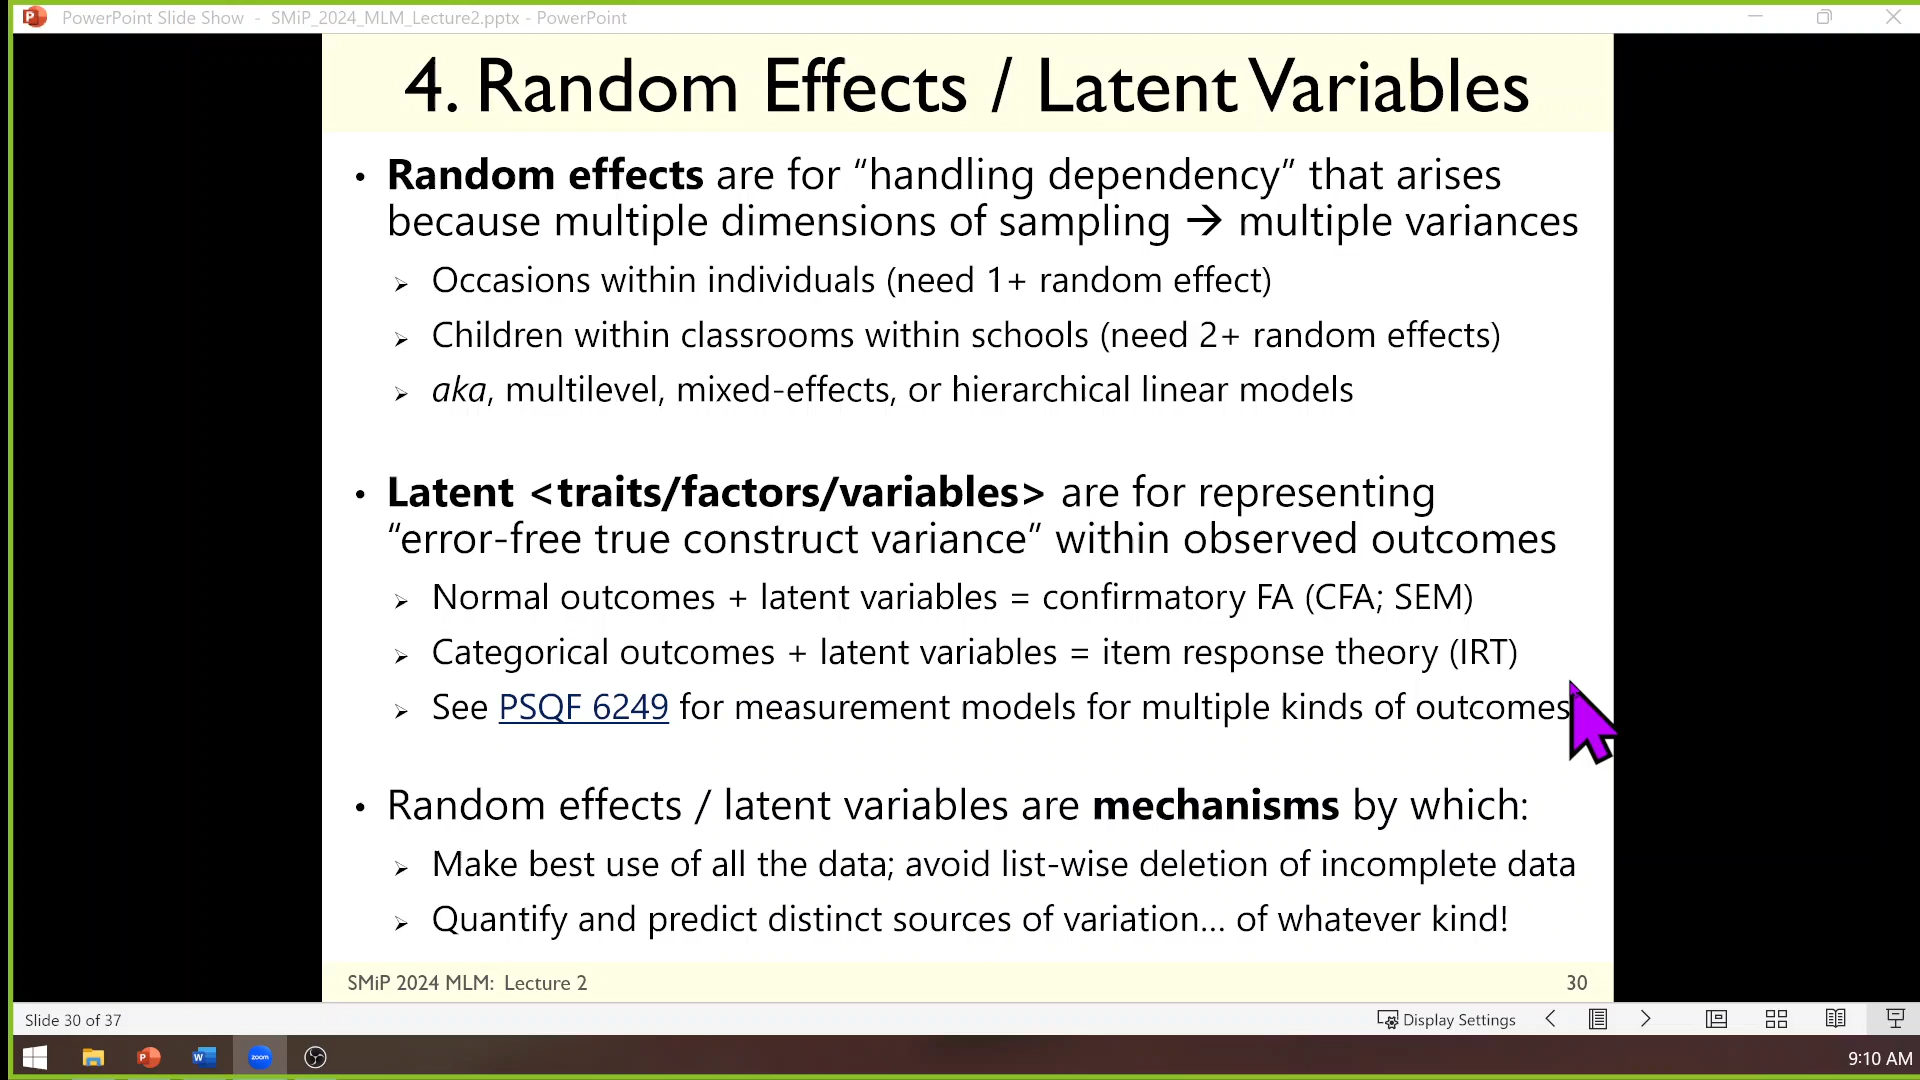 PowerPoint Slide Show - SMiP_2024_MLM_Lecture2.pptx - PowerPoint
4. Random Effects / Latent Variables
• Random effects are for “handling dependency” that arises
because multiple dimensions of sampling → multiple variances
➢ Occasions within individuals (need 1+ random effect)
➢ Children within classrooms within schools (need 2+ random effects)
➢ aka, multilevel, mixed-effects, or hierarchical linear models
• Latent <traits/factors/variables> are for representing
“error-free true construct variance” within observed outcomes
➢ Normal outcomes + latent variables = confirmatory FA (CFA; SEM)
➢ Categorical outcomes + latent variables = item response theory (IRT)
➢ See PSQF 6249 for measurement models for multiple kinds of outcomes
• Random effects / latent variables are mechanisms by which:
➢ Make best use of all the data; avoid list-wise deletion of incomplete data
➢ Quantify and predict distinct sources of variation… of whatever kind!
SMiP 2024 MLM: Lecture 2
30
Slide 30 of 37
Display Settings
zoom
9:10 AM